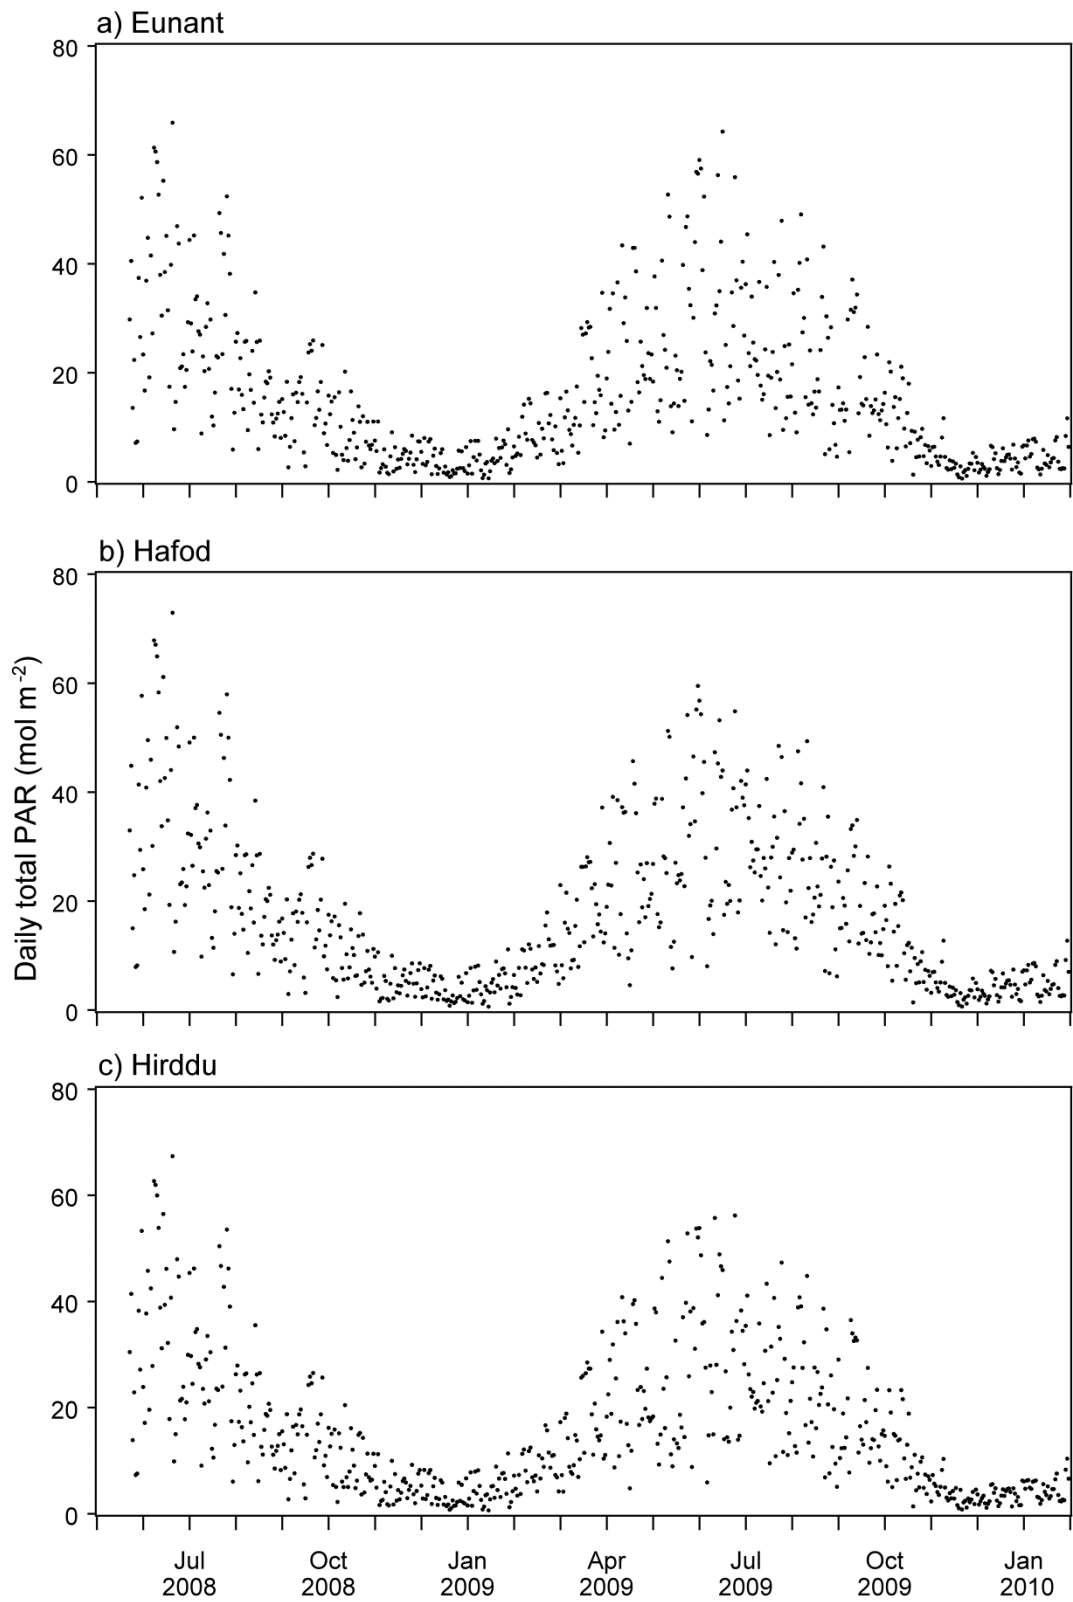 a) Eunant
80
60
40
20
0
b) Hafod
80
60
40
20
0
Daily total PAR (mol m⁻²)
c) Hirddu
80
60
40
20
0
Jul Oct Jan Apr Jul Oct Jan
2008 2008 2009 2009 2009 2009 2010